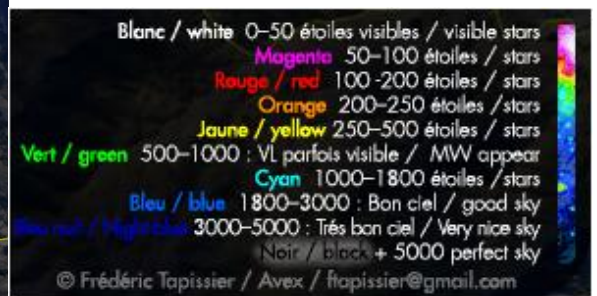 Blanc / white 0–50 étoiles visibles / visible stars
Magenta 50–100 étoiles / stars
Rouge / red 100 -200 étoiles / stars
Orange 200–250 étoiles / stars
Jaune / yellow 250–500 étoiles / stars
Vert / green 500–1000 : VL parfois visible / MW appear
Cyan 1000–1800 étoiles /stars
Bleu / blue 1800–3000 : Bon ciel / good sky
Bleu nuit / Night blue 3000–5000 : Trés bon ciel / Very nice sky
Noir / black + 5000 perfect sky
© Frédéric Tapissier / Avex / ftapissier@gmail.com